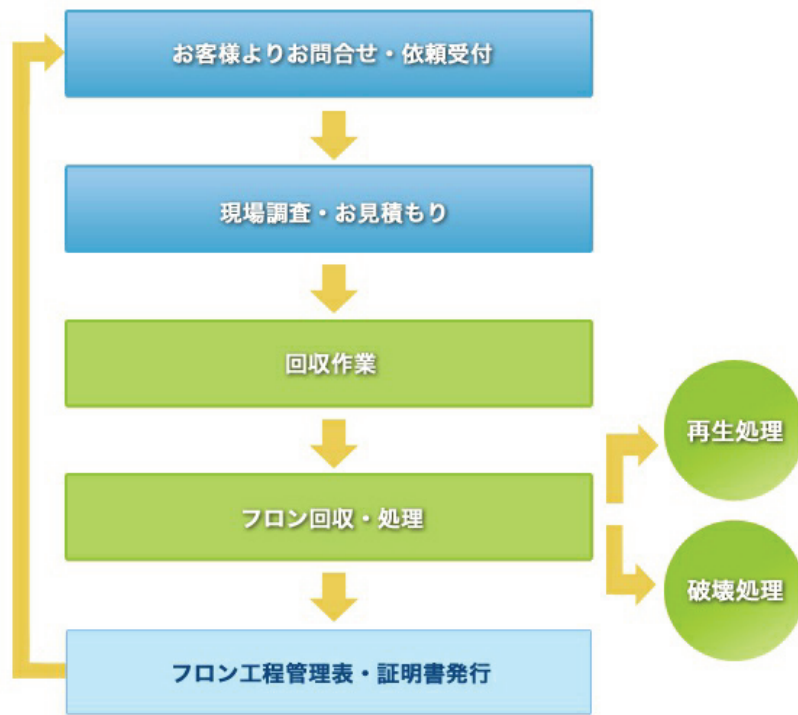 お客様よりお問合せ・依頼受付
現場調査・お見積もり
回収作業
フロン回収・処理
再生処理
破壊処理
フロン工程管理表・証明書発行